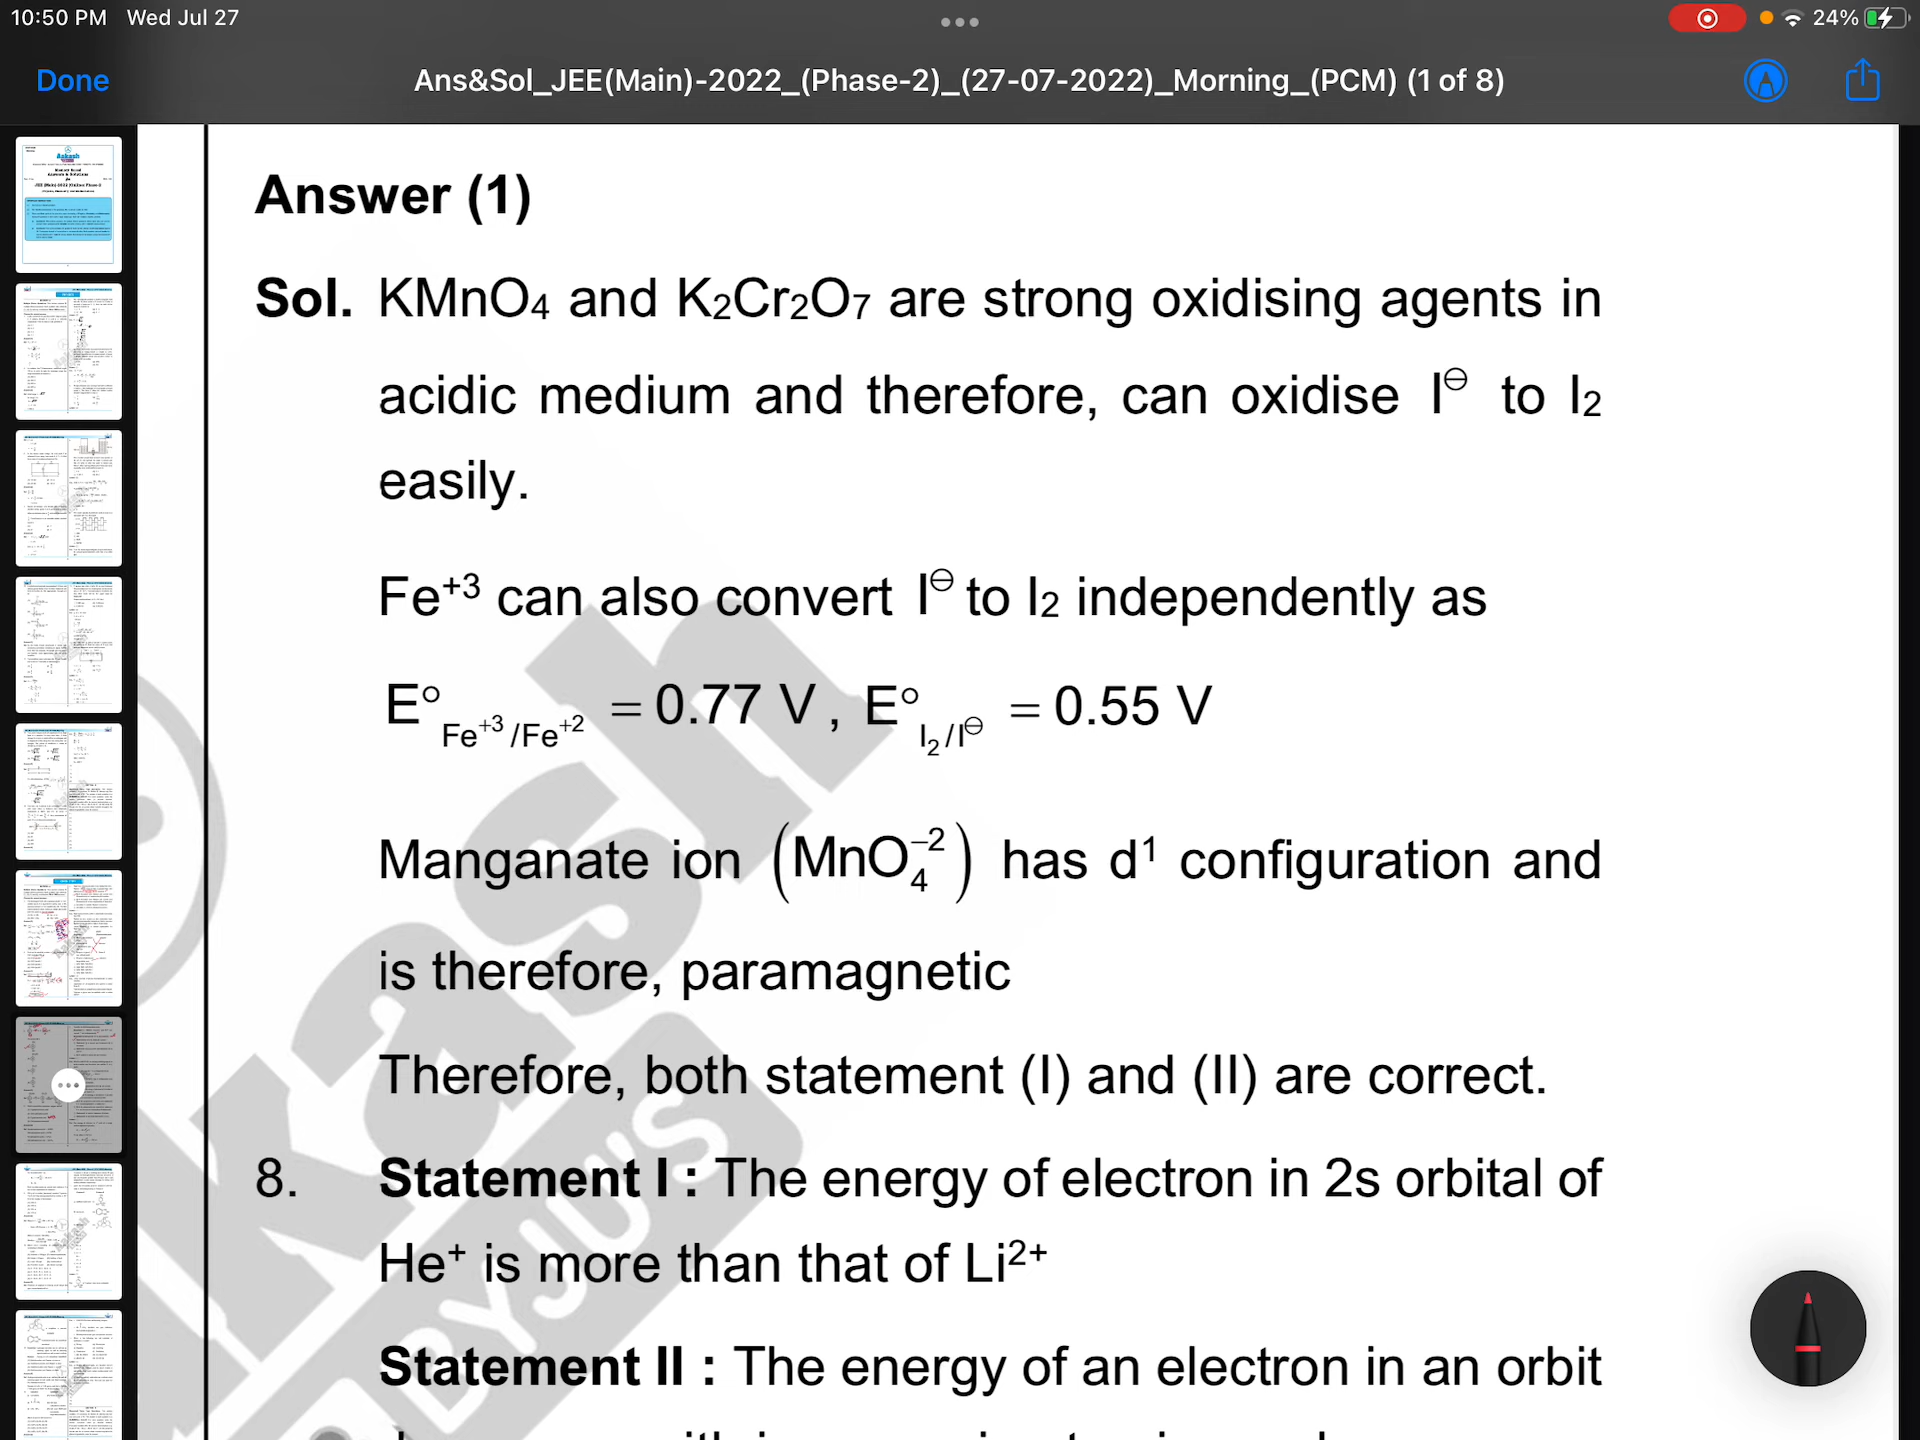 10:50 PM Wed Jul 27
24%
Done
Ans&Sol_JEE(Main)-2022_(Phase-2)_(27-07-2022)_Morning_(PCM) (1 of 8)
Answer (1)
Sol. KMnO₄ and K₂Cr₂O₇ are strong oxidising agents in
acidic medium and therefore, can oxidise I⊖ to I₂
easily.
Fe⁺³ can also convert I⊖ to I₂ independently as
E°Fe⁺³/Fe⁺² = 0.77 V, E°I₂/I⊖ = 0.55 V
Manganate ion (MnO₄⁻²) has d¹ configuration and
is therefore, paramagnetic
Therefore, both statement (I) and (II) are correct.
8. Statement I : The energy of electron in 2s orbital of
He⁺ is more than that of Li²⁺
Statement II : The energy of an electron in an orbit
kash
BYJUS